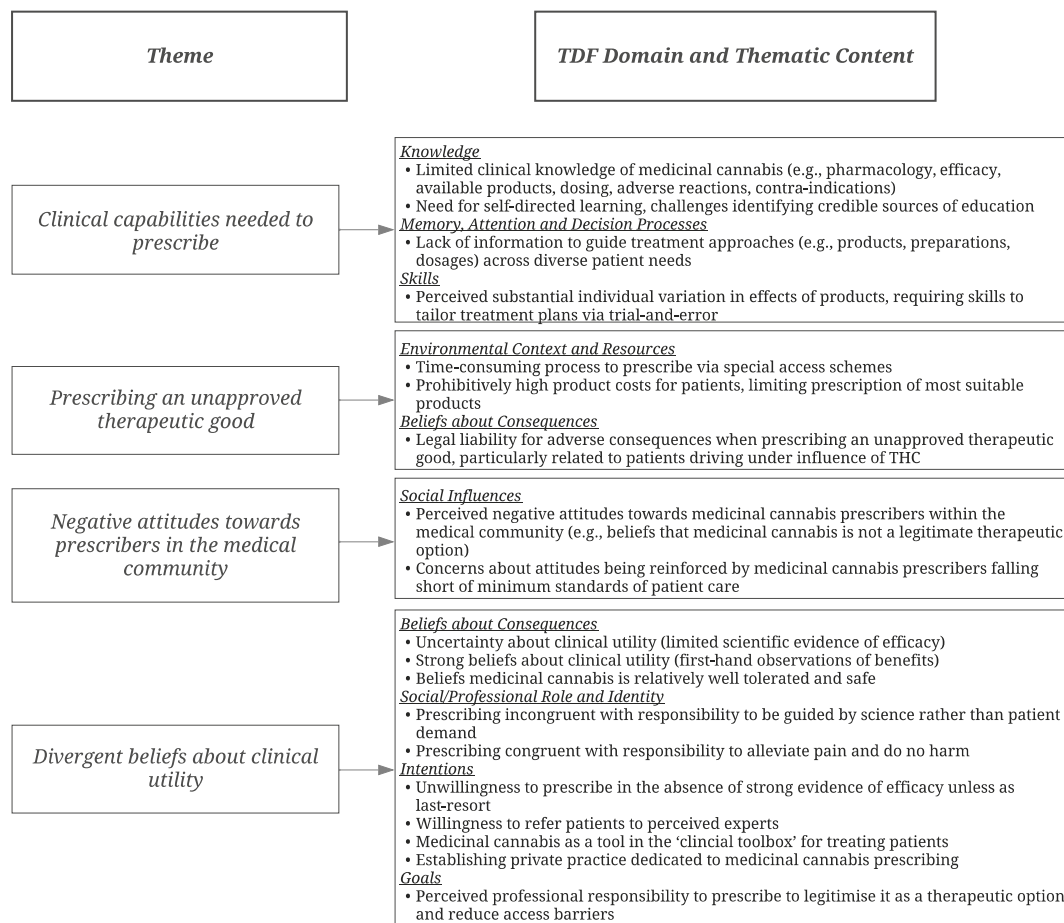 Theme
TDF Domain and Thematic Content
Clinical capabilities needed to
prescribe
Knowledge
• Limited clinical knowledge of medicinal cannabis (e.g., pharmacology, efficacy,
available products, dosing, adverse reactions, contra-indications)
• Need for self-directed learning, challenges identifying credible sources of education
Memory, Attention and Decision Processes
• Lack of information to guide treatment approaches (e.g., products, preparations,
dosages) across diverse patient needs
Skills
• Perceived substantial individual variation in effects of products, requiring skills to
tailor treatment plans via trial-and-error
Prescribing an unapproved
therapeutic good
Environmental Context and Resources
• Time-consuming process to prescribe via special access schemes
• Prohibitively high product costs for patients, limiting prescription of most suitable
products
Beliefs about Consequences
• Legal liability for adverse consequences when prescribing an unapproved therapeutic
good, particularly related to patients driving under influence of THC
Negative attitudes towards
prescribers in the medical
community
Social Influences
• Perceived negative attitudes towards medicinal cannabis prescribers within the
medical community (e.g., beliefs that medicinal cannabis is not a legitimate therapeutic
option)
• Concerns about attitudes being reinforced by medicinal cannabis prescribers falling
short of minimum standards of patient care
Divergent beliefs about clinical
utility
Beliefs about Consequences
• Uncertainty about clinical utility (limited scientific evidence of efficacy)
• Strong beliefs about clinical utility (first-hand observations of benefits)
• Beliefs medicinal cannabis is relatively well tolerated and safe
Social/Professional Role and Identity
• Prescribing incongruent with responsibility to be guided by science rather than patient
demand
• Prescribing congruent with responsibility to alleviate pain and do no harm
Intentions
• Unwillingness to prescribe in the absence of strong evidence of efficacy unless as
last-resort
• Willingness to refer patients to perceived experts
• Medicinal cannabis as a tool in the ‘clincial toolbox’ for treating patients
• Establishing private practice dedicated to medicinal cannabis prescribing
Goals
• Perceived professional responsibility to prescribe to legitimise it as a therapeutic option
and reduce access barriers